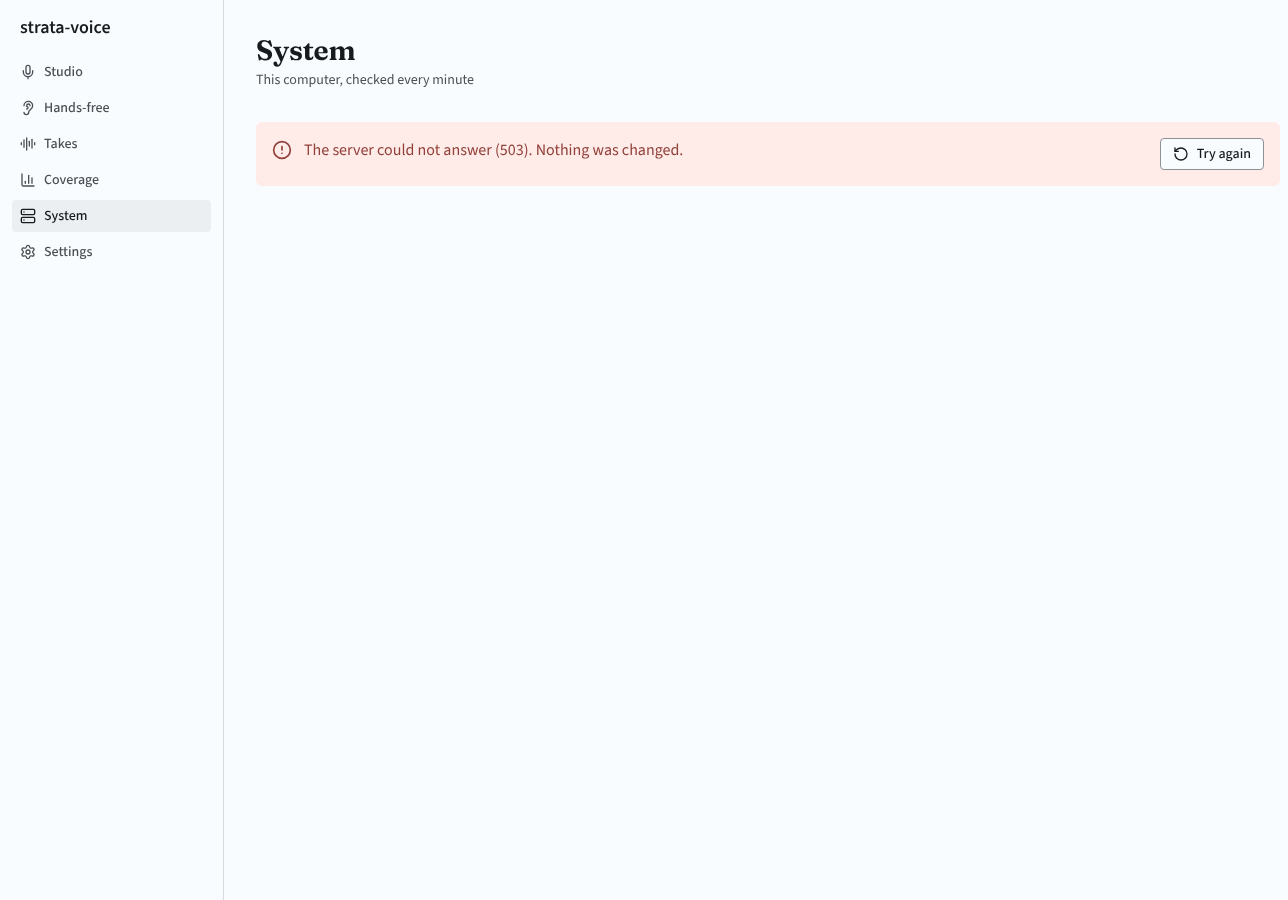 strata-voice
Studio
Hands-free
Takes
Coverage
System
Settings
System
This computer, checked every minute
The server could not answer (503). Nothing was changed.
Try again